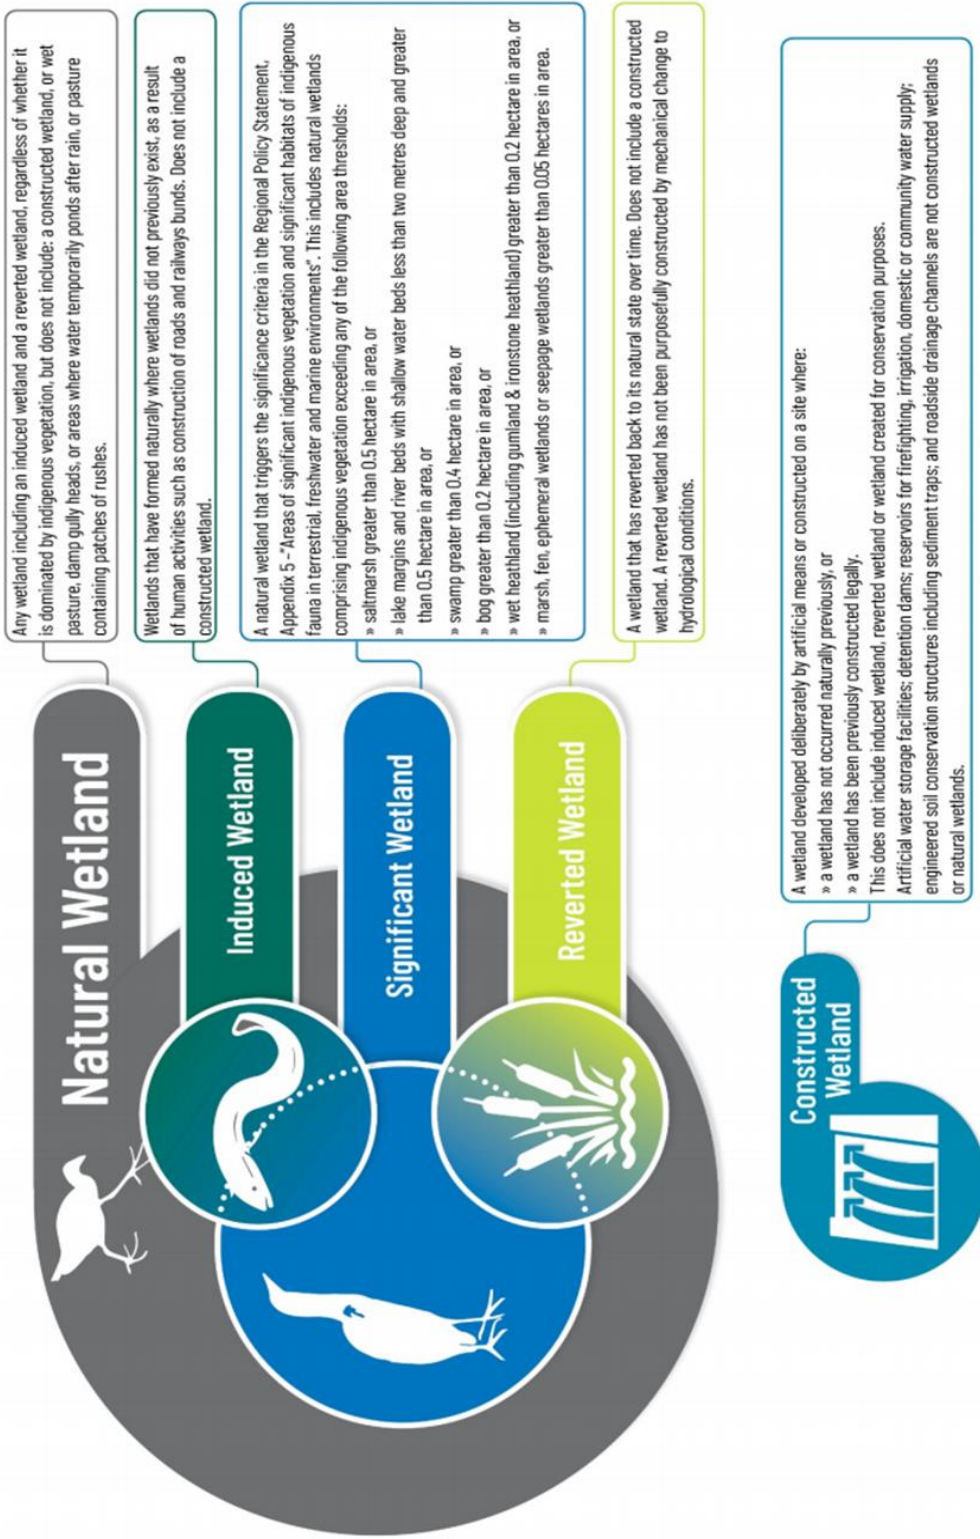 Natural Wetland
Any wetland including an induced wetland and a reverted wetland, regardless of whether it
is dominated by indigenous vegetation, but does not include: a constructed wetland, or wet
pasture, damp gully heads, or areas where water temporarily ponds after rain, or pasture
containing patches of rushes.
Induced Wetland
Wetlands that have formed naturally where wetlands did not previously exist, as a result
of human activities such as construction of roads and railways bunds. Does not include a
constructed wetland.
Significant Wetland
A natural wetland that triggers the significance criteria in the Regional Policy Statement,
Appendix 5 -"Areas of significant indigenous vegetation and significant habitats of indigenous
fauna in terrestrial, freshwater and marine environments". This includes natural wetlands
comprising indigenous vegetation exceeding any of the following area thresholds:
» saltmarsh greater than 0.5 hectare in area, or
» lake margins and river beds with shallow water beds less than two metres deep and greater
than 0.5 hectare in area, or
» swamp greater than 0.4 hectare in area, or
» bog greater than 0.2 hectare in area, or
» wet heathland (including gumland & ironstone heathland) greater than 0.2 hectare in area, or
» marsh, fen, ephemeral wetlands or seepage wetlands greater than 0.05 hectares in area.
Reverted Wetland
A wetland that has reverted back to its natural state over time. Does not include a constructed
wetland. A reverted wetland has not been purposefully constructed by mechanical change to
hydrological conditions.
Constructed
Wetland
A wetland developed deliberately by artificial means or constructed on a site where:
» a wetland has not occurred naturally previously, or
» a wetland has been previously constructed legally.
This does not include induced wetland, reverted wetland or wetland created for conservation purposes.
Artificial water storage facilities; detention dams; reservoirs for firefighting, irrigation, domestic or community water supply;
engineered soil conservation structures including sediment traps; and roadside drainage channels are not constructed wetlands
or natural wetlands.